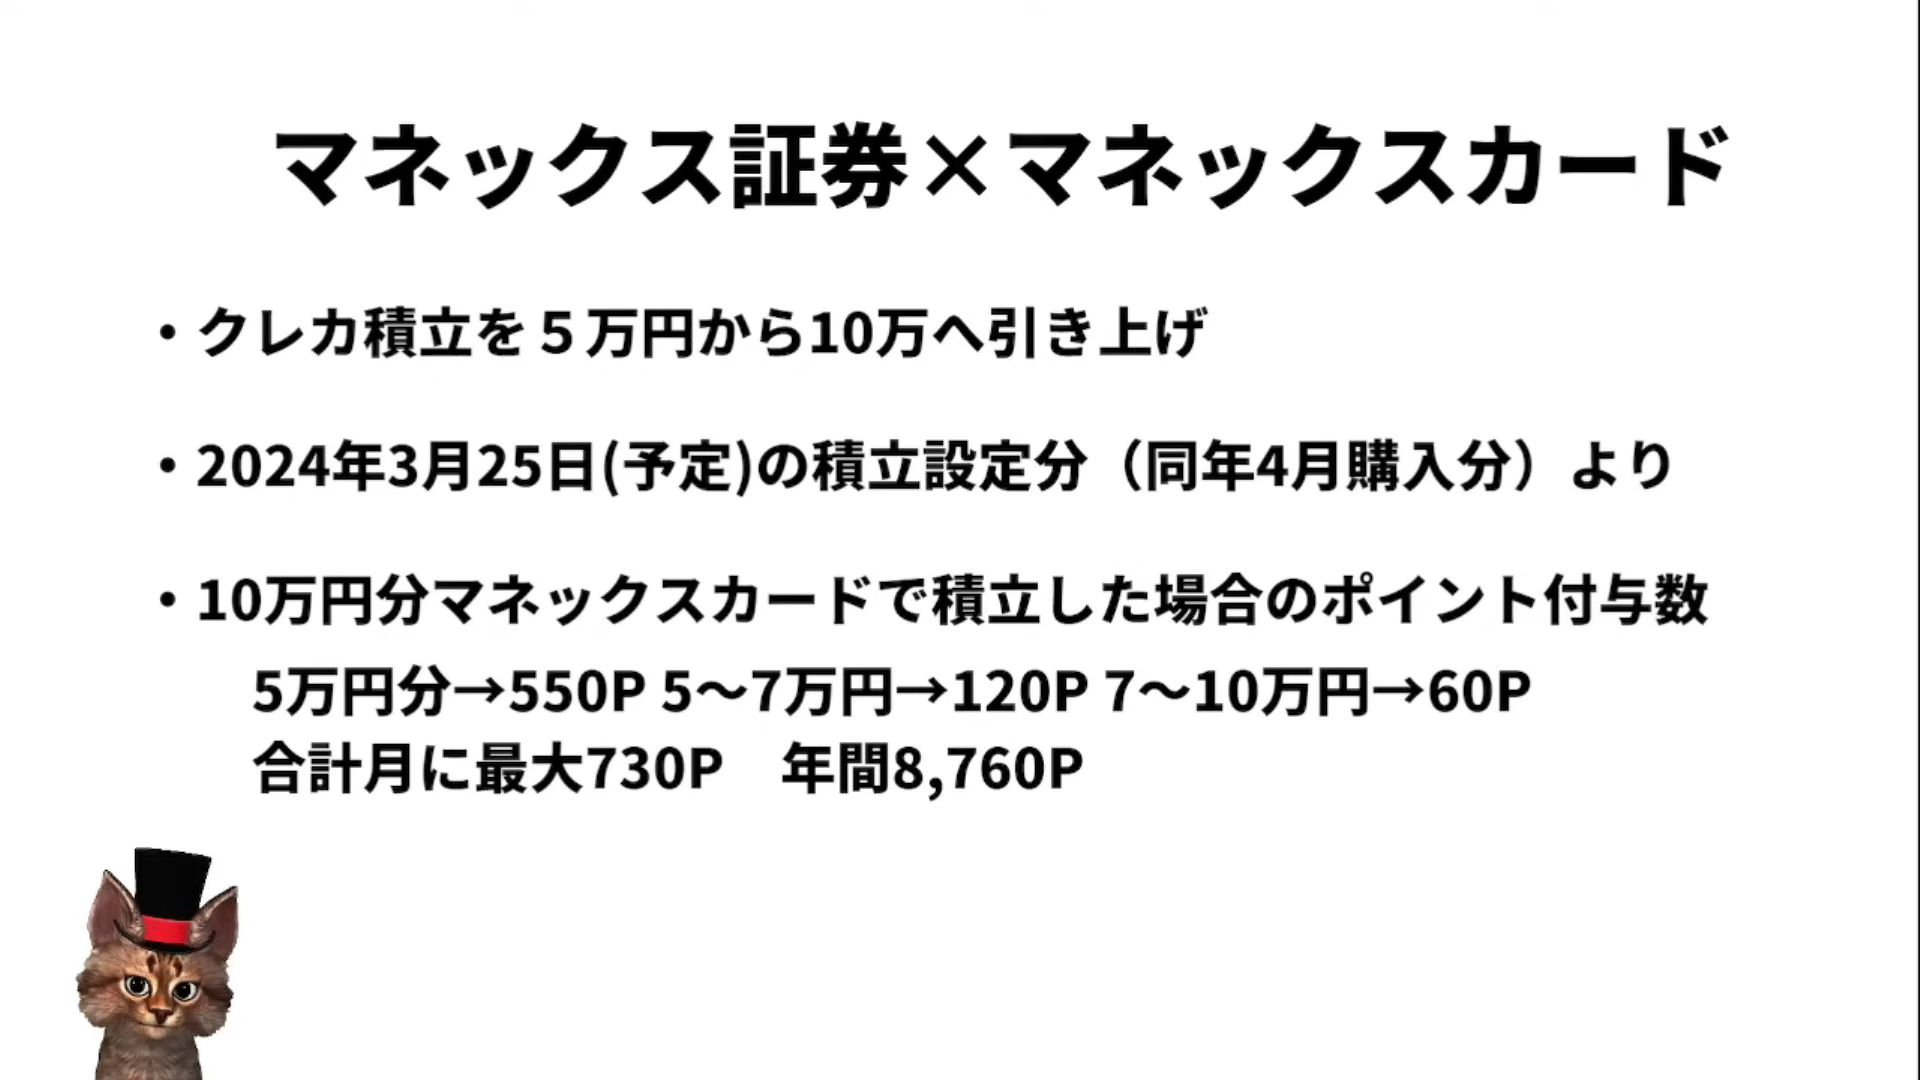 マネックス証券×マネックスカード
・クレカ積立を５万円から10万へ引き上げ
・2024年3月25日(予定)の積立設定分（同年4月購入分）より
・10万円分マネックスカードで積立した場合のポイント付与数
5万円分→550P 5〜7万円→120P 7〜10万円→60P
合計月に最大730P　年間8,760P